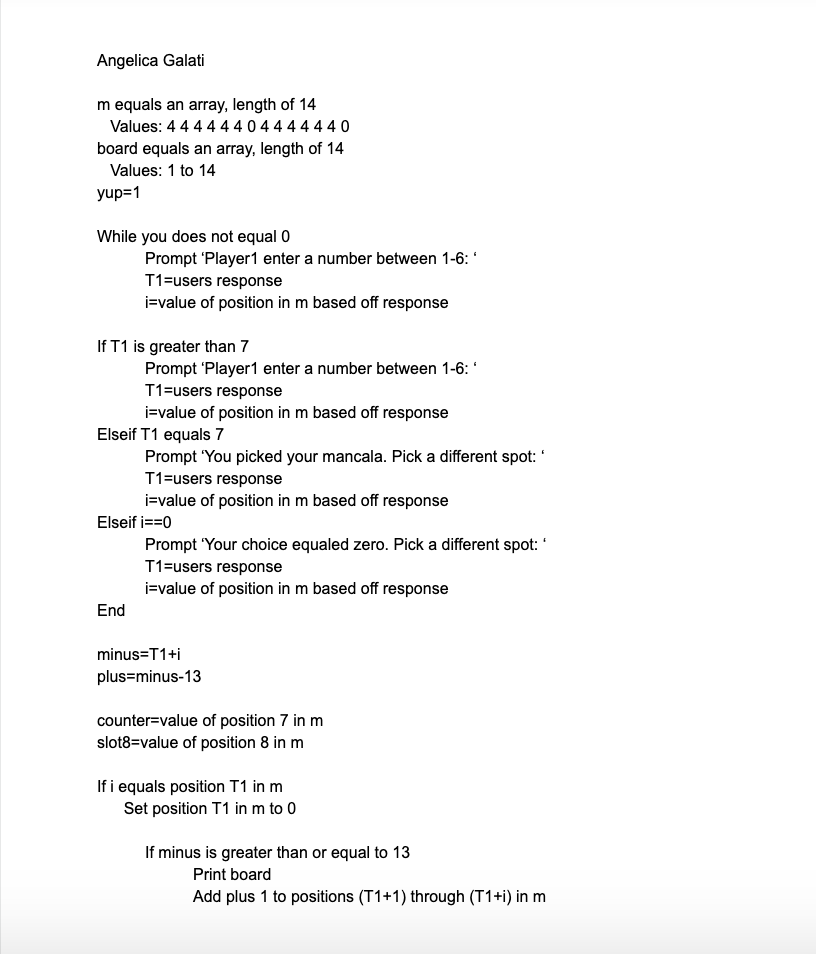 Angelica Galati
m equals an array, length of 14
Values: 4 4 4 4 4 4 0 4 4 4 4 4 4 0
board equals an array, length of 14
Values: 1 to 14
yup=1
While you does not equal 0
Prompt ‘Player1 enter a number between 1-6: ‘
T1=users response
i=value of position in m based off response
If T1 is greater than 7
Prompt ‘Player1 enter a number between 1-6: ‘
T1=users response
i=value of position in m based off response
Elseif T1 equals 7
Prompt ‘You picked your mancala. Pick a different spot: ‘
T1=users response
i=value of position in m based off response
Elseif i==0
Prompt ‘Your choice equaled zero. Pick a different spot: ‘
T1=users response
i=value of position in m based off response
End
minus=T1+i
plus=minus-13
counter=value of position 7 in m
slot8=value of position 8 in m
If i equals position T1 in m
Set position T1 in m to 0
If minus is greater than or equal to 13
Print board
Add plus 1 to positions (T1+1) through (T1+i) in m